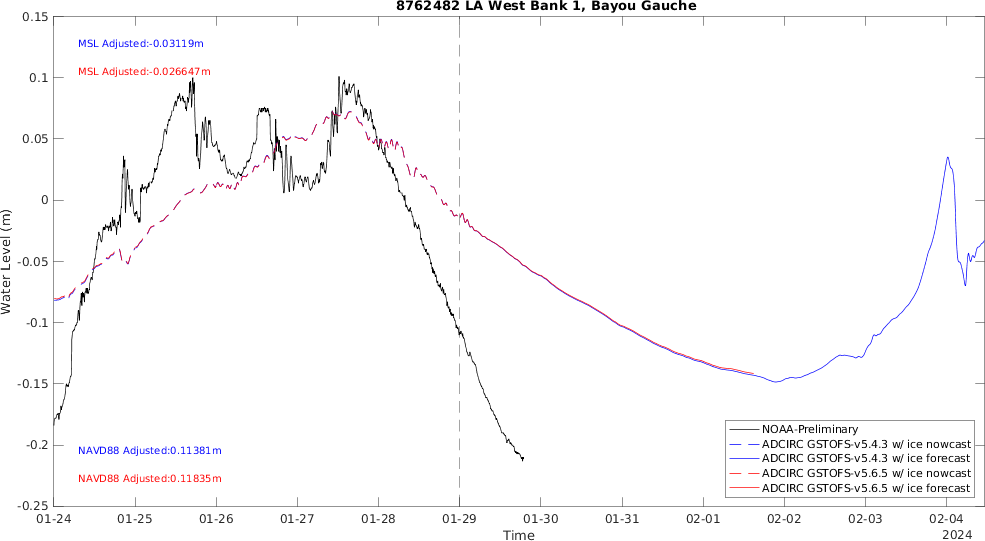 8762482 LA West Bank 1, Bayou Gauche
0.15
0.1
0.05
0
-0.05
-0.1
-0.15
-0.2
-0.25
Water Level (m)
MSL Adjusted:-0.03119m
MSL Adjusted:-0.026647m
NAVD88 Adjusted:0.11381m
NAVD88 Adjusted:0.11835m
NOAA-Preliminary
ADCIRC GSTOFS-v5.4.3 w/ ice nowcast
ADCIRC GSTOFS-v5.4.3 w/ ice forecast
ADCIRC GSTOFS-v5.6.5 w/ ice nowcast
ADCIRC GSTOFS-v5.6.5 w/ ice forecast
01-24 01-25 01-26 01-27 01-28 01-29 01-30 01-31 02-01 02-02 02-03 02-04
Time
2024